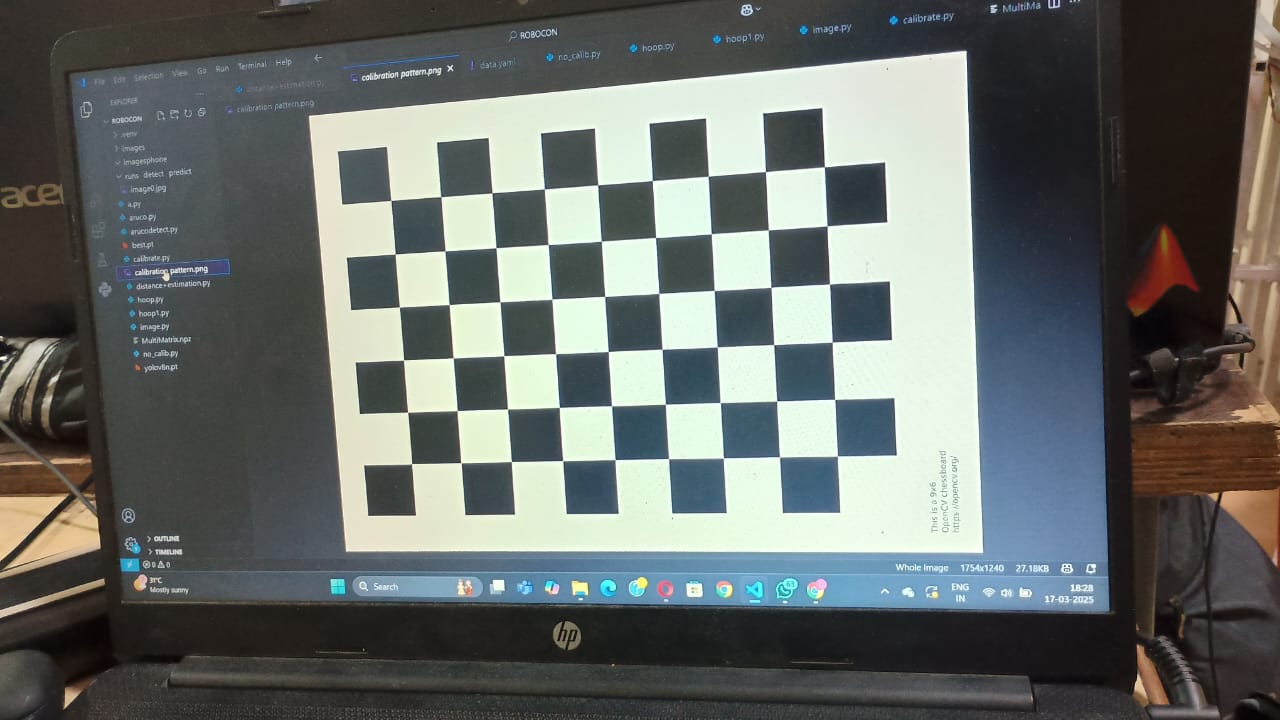 acer
File Edit Selection View Go Run Terminal Help
ROBOCON
distance+estimation.py
calibration pattern.png
data.yaml
no_calib.py
hoop.py
hoop1.py
image.py
calibrate.py
MultiMa
EXPLORER
calibration pattern.png
ROBOCON
.venv
images
imagesphone
runs detect predict
image0.jpg
a.py
aruco.py
arucodetect.py
best.pt
calibrate.py
calibration pattern.png
distance+estimation.py
hoop.py
hoop1.py
image.py
MultiMatrix.npz
no_calib.py
yolov8n.pt
This is a 9x6
OpenCV chessboard
https://opencv.org/
OUTLINE
TIMELINE
0 0
Whole Image 1754x1240 27.18KB
31°C
Mostly sunny
Search
63
ENG
IN
18:28
17-03-2025
hp